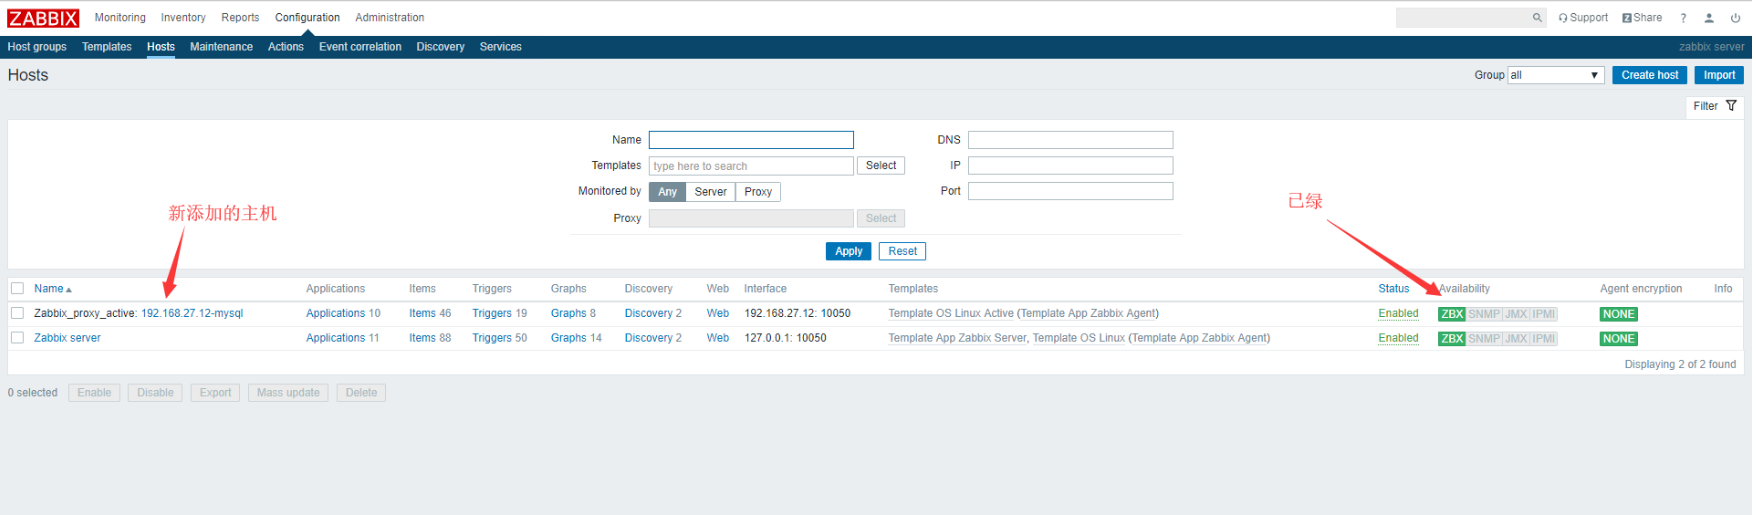 ZABBIX Monitoring Inventory Reports Configuration Administration Support Z Share ?
Host groups Templates Hosts Maintenance Actions Event correlation Discovery Services zabbix server
Hosts Group all Create host Import
Filter
Name DNS
Templates type here to search Select IP
Monitored by Any Server Proxy Port
新添加的主机 已绿
Proxy Select
Apply Reset
Name Applications Items Triggers Graphs Discovery Web Interface Templates Status Availability Agent encryption Info
Zabbix_proxy_active: 192.168.27.12-mysql Applications 10 Items 46 Triggers 19 Graphs 8 Discovery 2 Web 192.168.27.12: 10050 Template OS Linux Active (Template App Zabbix Agent) Enabled ZBX SNMP JMX IPMI NONE
Zabbix server Applications 11 Items 88 Triggers 50 Graphs 14 Discovery 2 Web 127.0.0.1: 10050 Template App Zabbix Server, Template OS Linux (Template App Zabbix Agent) Enabled ZBX SNMP JMX IPMI NONE
Displaying 2 of 2 found
0 selected Enable Disable Export Mass update Delete